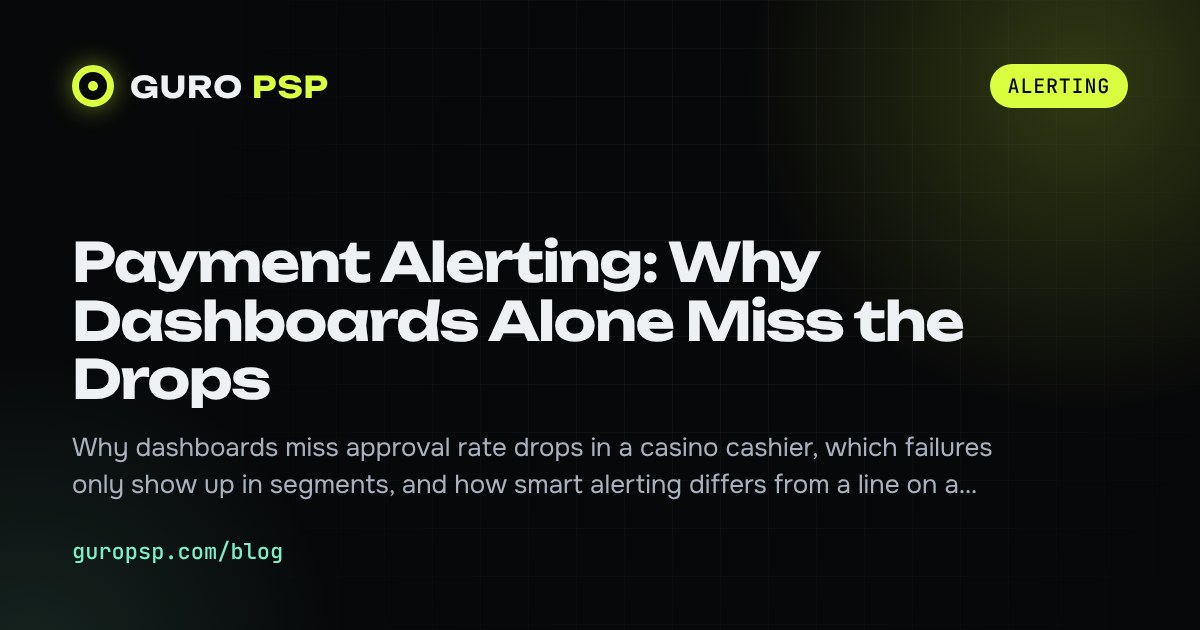 GURO PSP
ALERTING
Payment Alerting: Why
Dashboards Alone Miss the
Drops
Why dashboards miss approval rate drops in a casino cashier, which failures
only show up in segments, and how smart alerting differs from a line on a...
guropsp.com/blog